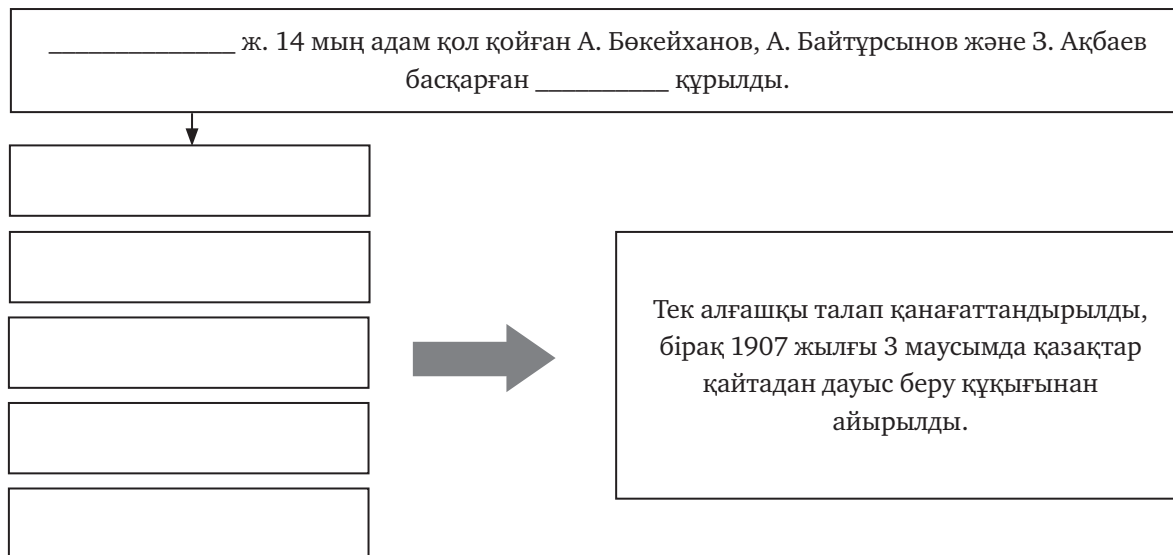 ______________ ж. 14 мың адам қол қойған А. Бөкейханов, А. Байтұрсынов және З. Ақбаев
басқарған __________ құрылды.
Тек алғашқы талап қанағаттандырылды,
бірақ 1907 жылғы 3 маусымда қазақтар
қайтадан дауыс беру құқығынан
айырылды.